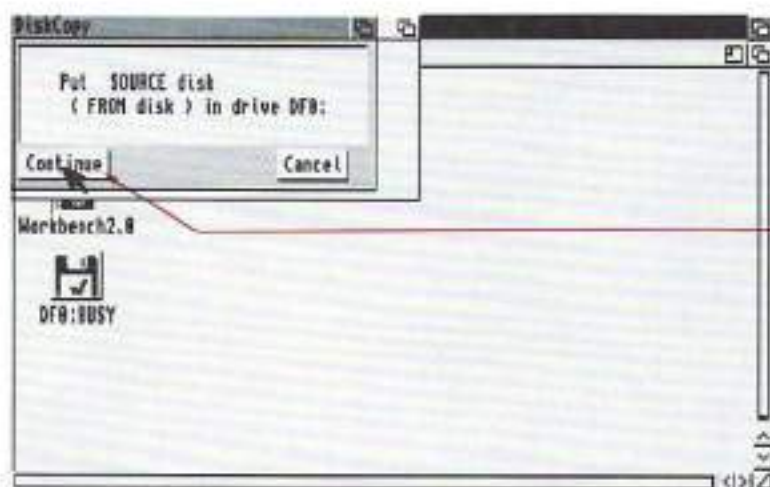 DiskCopy
Put SOURCE disk
( FROM disk ) in drive DF0:
Continue Cancel
Workbench2.0
DF0:BUSY